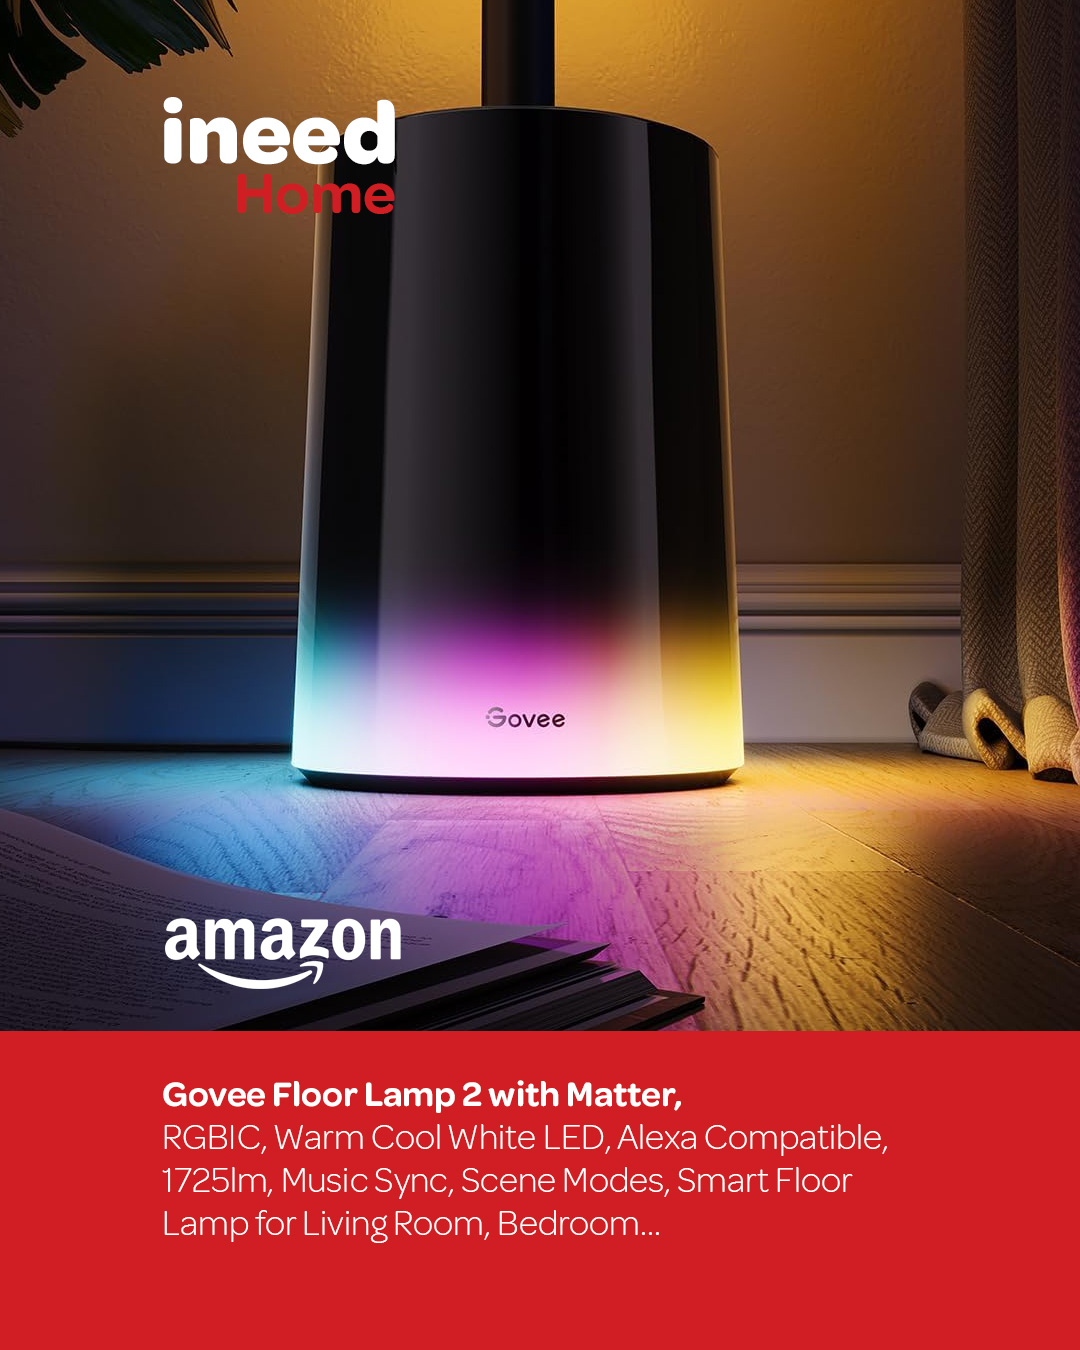 ineed
Home
Govee
amazon
Govee Floor Lamp 2 with Matter,
RGBIC, Warm Cool White LED, Alexa Compatible,
1725lm, Music Sync, Scene Modes, Smart Floor
Lamp for Living Room, Bedroom...